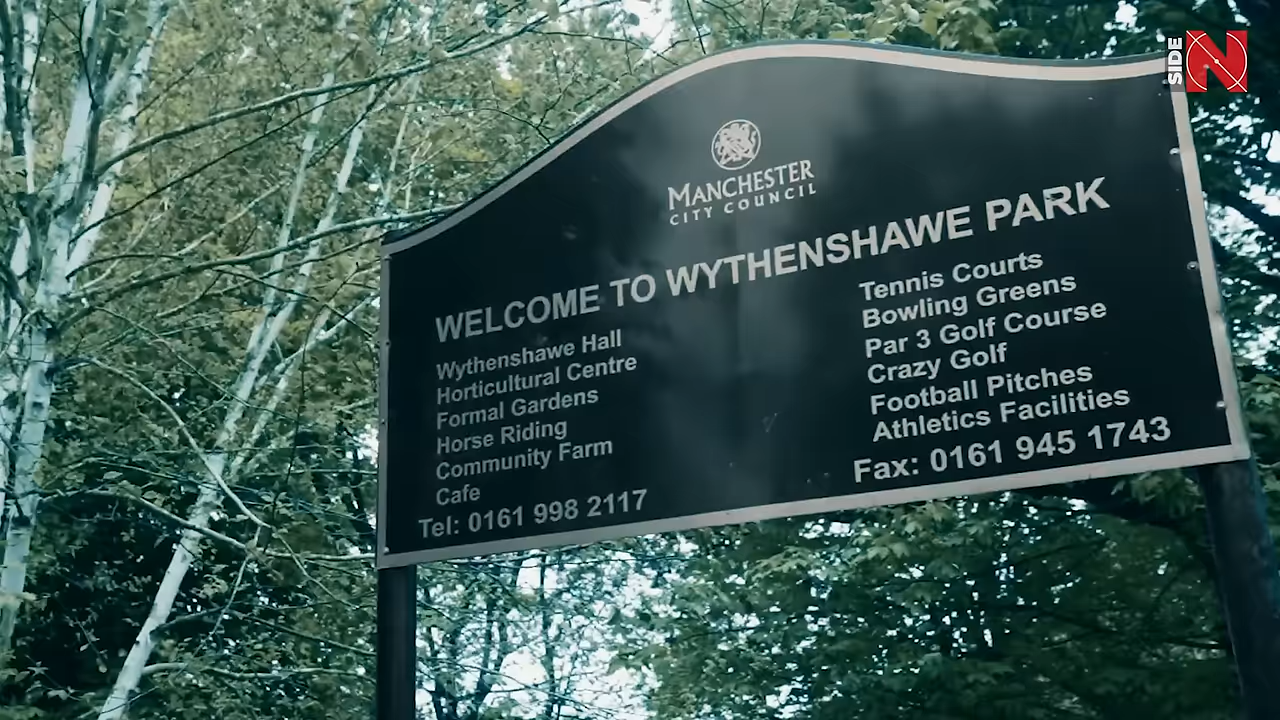 SIDE
N
MANCHESTER
CITY COUNCIL
WELCOME TO WYTHENSHAWE PARK
Wythenshawe Hall
Horticultural Centre
Formal Gardens
Horse Riding
Community Farm
Cafe
Tel: 0161 998 2117
Tennis Courts
Bowling Greens
Par 3 Golf Course
Crazy Golf
Football Pitches
Athletics Facilities
Fax: 0161 945 1743